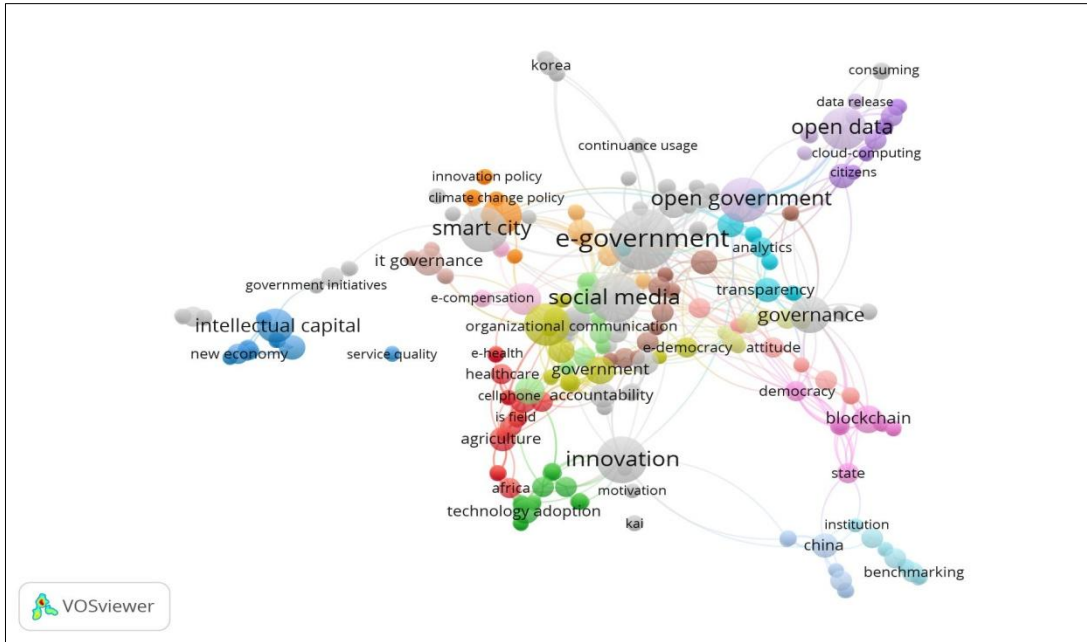 korea
consuming
data release
open data
continuance usage
cloud-computing
citizens
innovation policy
climate change policy
open government
smart city
e-government
analytics
it governance
government initiatives
transparency
e-compensation
social media
governance
intellectual capital
organizational communication
new economy
service quality
e-health
e-democracy
attitude
healthcare
government
cellphone
accountability
democracy
is field
blockchain
agriculture
innovation
state
africa
motivation
technology adoption
kai
institution
china
benchmarking
VOSviewer